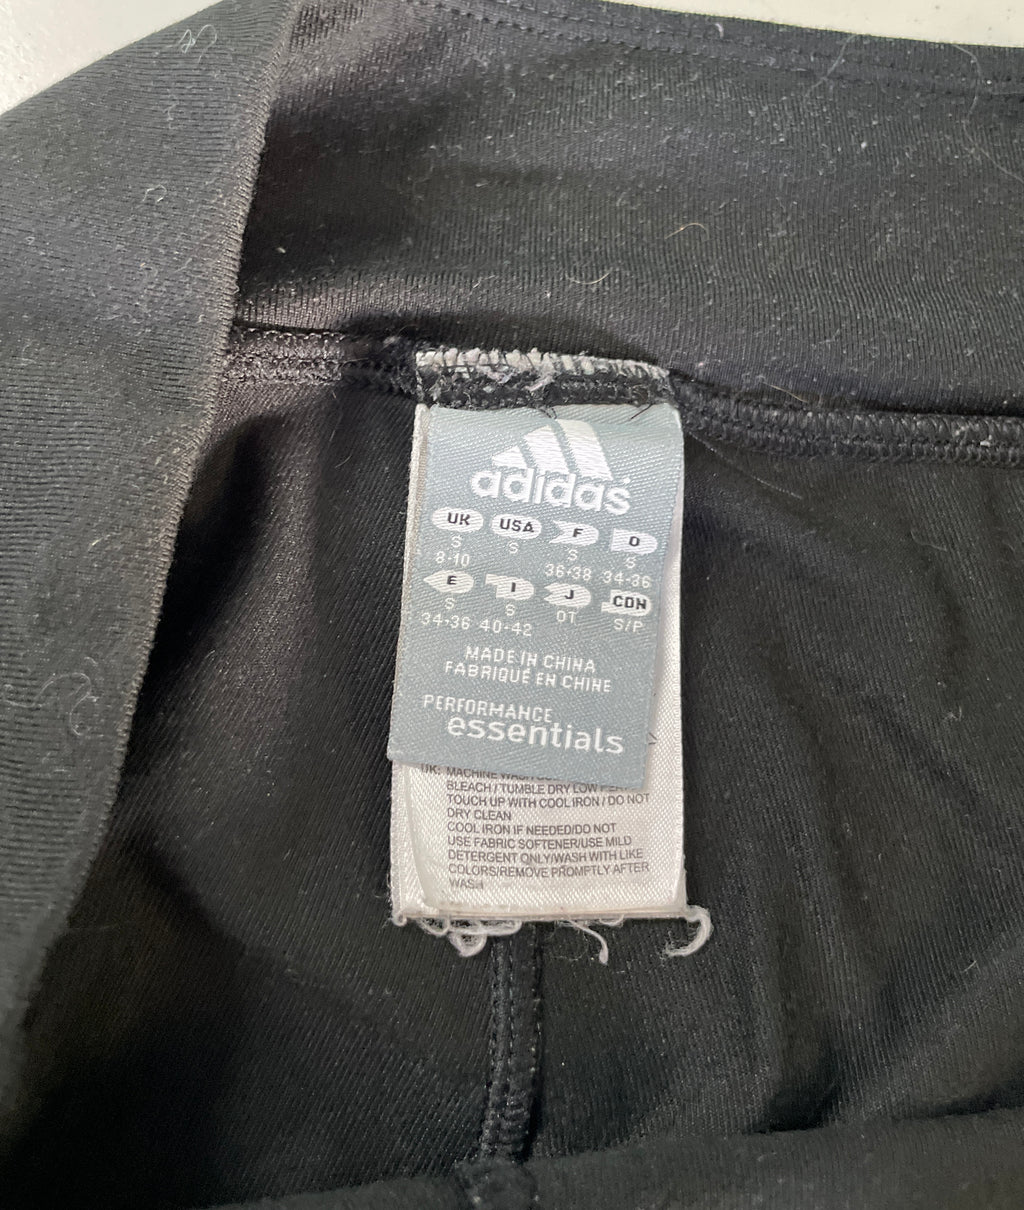 adidas
UK USA F D
S S S S
8-10 36-38 34-36
E I J CDN
S S OT S/P
34-36 40-42
MADE IN CHINA
FABRIQUÉ EN CHINE
PERFORMANCE
essentials
UK: MACHINE WASH
BLEACH / TUMBLE DRY LOW
TOUCH UP WITH COOL IRON / DO NOT
DRY CLEAN
COOL IRON IF NEEDED/DO NOT
USE FABRIC SOFTENER/USE MILD
DETERGENT ONLY/WASH WITH LIKE
COLORS/REMOVE PROMPTLY AFTER
WASH